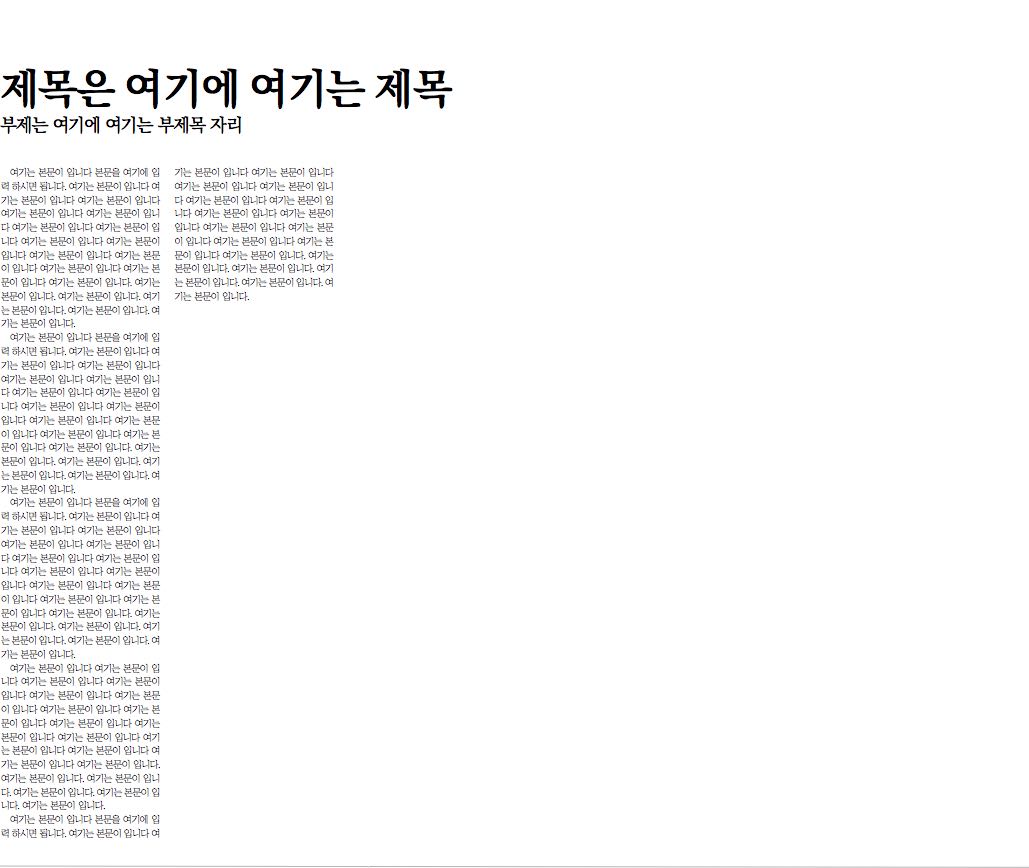 제목은 여기에 여기는 제목
부제는 여기에 여기는 부제목 자리
여기는 본문이 입니다 본문을 여기에 입
력 하시면 됩니다. 여기는 본문이 입니다 여
기는 본문이 입니다 여기는 본문이 입니다
여기는 본문이 입니다 여기는 본문이 입니
다 여기는 본문이 입니다 여기는 본문이 입
니다 여기는 본문이 입니다 여기는 본문이
입니다 여기는 본문이 입니다 여기는 본문
이 입니다 여기는 본문이 입니다 여기는 본
문이 입니다 여기는 본문이 입니다. 여기는
본문이 입니다. 여기는 본문이 입니다. 여기
는 본문이 입니다. 여기는 본문이 입니다. 여
기는 본문이 입니다.
여기는 본문이 입니다 본문을 여기에 입
력 하시면 됩니다. 여기는 본문이 입니다 여
기는 본문이 입니다 여기는 본문이 입니다
여기는 본문이 입니다 여기는 본문이 입니
다 여기는 본문이 입니다 여기는 본문이 입
니다 여기는 본문이 입니다 여기는 본문이
입니다 여기는 본문이 입니다 여기는 본문
이 입니다 여기는 본문이 입니다 여기는 본
문이 입니다 여기는 본문이 입니다. 여기는
본문이 입니다. 여기는 본문이 입니다. 여기
는 본문이 입니다. 여기는 본문이 입니다. 여
기는 본문이 입니다.
여기는 본문이 입니다 본문을 여기에 입
력 하시면 됩니다. 여기는 본문이 입니다 여
기는 본문이 입니다 여기는 본문이 입니다
여기는 본문이 입니다 여기는 본문이 입니
다 여기는 본문이 입니다 여기는 본문이 입
니다 여기는 본문이 입니다 여기는 본문이
입니다 여기는 본문이 입니다 여기는 본문
이 입니다 여기는 본문이 입니다 여기는 본
문이 입니다 여기는 본문이 입니다. 여기는
본문이 입니다. 여기는 본문이 입니다. 여기
는 본문이 입니다. 여기는 본문이 입니다. 여
기는 본문이 입니다.
여기는 본문이 입니다 여기는 본문이 입
니다 여기는 본문이 입니다 여기는 본문이
입니다 여기는 본문이 입니다 여기는 본문
이 입니다 여기는 본문이 입니다 여기는 본
문이 입니다 여기는 본문이 입니다 여기는
본문이 입니다 여기는 본문이 입니다 여기
는 본문이 입니다 여기는 본문이 입니다 여
기는 본문이 입니다 여기는 본문이 입니다.
여기는 본문이 입니다. 여기는 본문이 입니
다. 여기는 본문이 입니다. 여기는 본문이 입
니다. 여기는 본문이 입니다.
여기는 본문이 입니다 본문을 여기에 입
력 하시면 됩니다. 여기는 본문이 입니다 여
기는 본문이 입니다 여기는 본문이 입니다
여기는 본문이 입니다 여기는 본문이 입니
다 여기는 본문이 입니다 여기는 본문이 입
니다 여기는 본문이 입니다 여기는 본문이
입니다 여기는 본문이 입니다 여기는 본문
이 입니다 여기는 본문이 입니다 여기는 본
문이 입니다 여기는 본문이 입니다. 여기는
본문이 입니다. 여기는 본문이 입니다. 여기
는 본문이 입니다. 여기는 본문이 입니다. 여
기는 본문이 입니다.